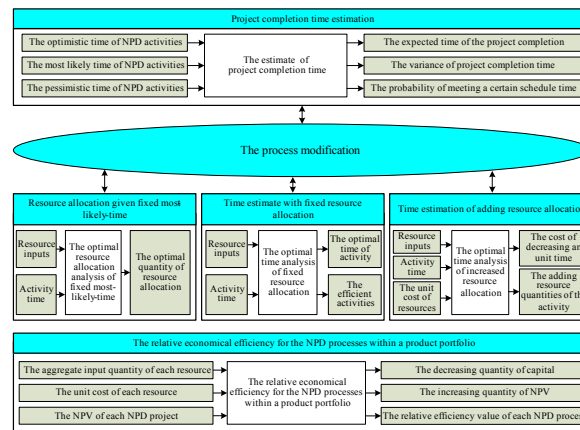 Project completion time estimation
The optimistic time of NPD activities
The most likely time of NPD activities
The pessimistic time of NPD activities
The estimate of
project completion time
The expected time of the project completion
The variance of project completion time
The probability of meeting a certain schedule time
The process modification
Resource allocation given fixed most-
likely-time
Resource
inputs
Activity
time
The optimal
resource
allocation
analysis of
fixed most-
likely-time
The optimal
quantity of
resource
allocation
Time estimate with fixed resource
allocation
Resource
inputs
Activity
time
The optimal
time analysis
of fixed
resource
allocation
The optimal
time of
activity
The
efficient
activities
Time estimation of adding resource allocation
Resource
inputs
Activity
time
The unit
cost of
resources
The optimal
time analysis
of increased
resource
allocation
The cost of
decreasing an
unit time
The adding
resource
quantities of the
activity
The relative economical efficiency for the NPD processes within a product portfolio
The aggregate input quantity of each resource
The unit cost of each resource
The NPV of each NPD project
The relative economical
efficiency for the NPD processes
within a product portfolio
The decreasing quantity of capital
The increasing quantity of NPV
The relative efficiency value of each NPD process